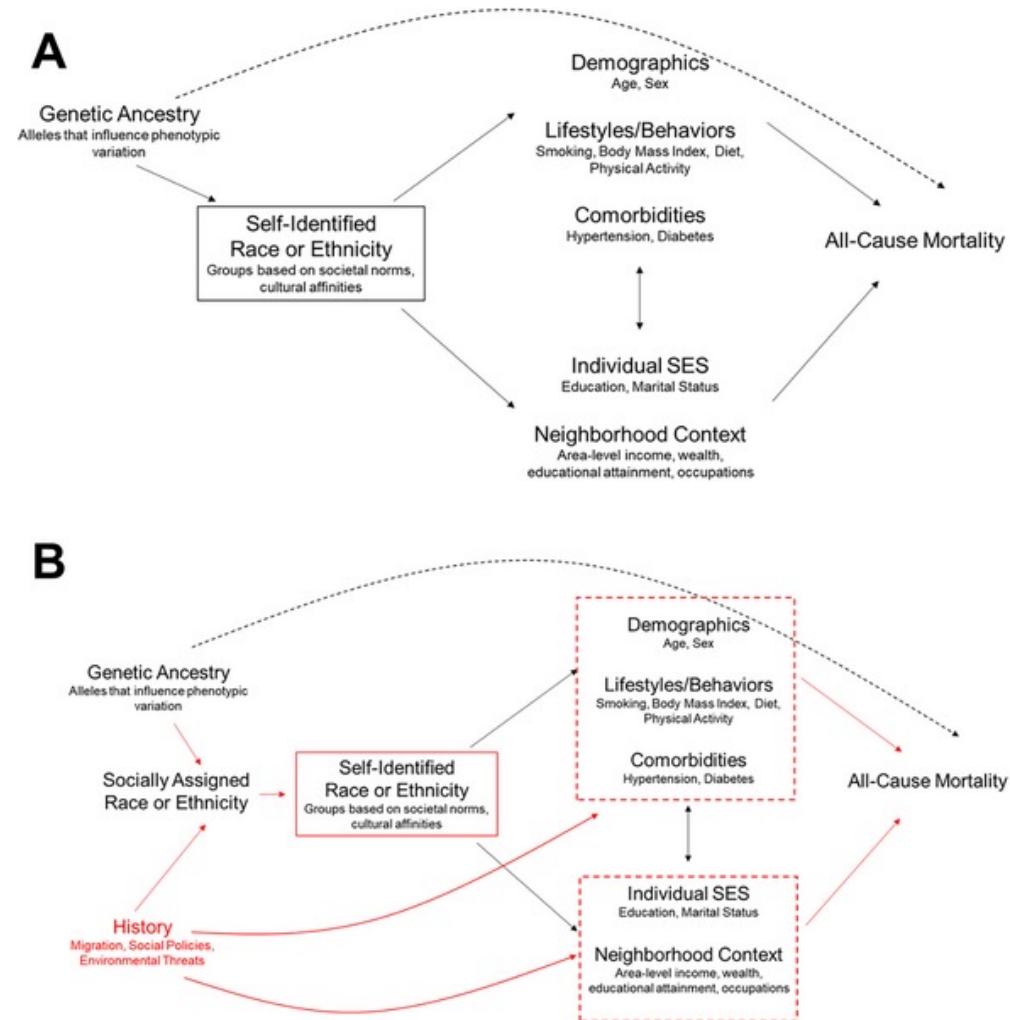 A
Genetic Ancestry
Alleles that influence phenotypic
variation
Self-Identified
Race or Ethnicity
Groups based on societal norms,
cultural affinities
Demographics
Age, Sex
Lifestyles/Behaviors
Smoking, Body Mass Index, Diet,
Physical Activity
Comorbidities
Hypertension, Diabetes
Individual SES
Education, Marital Status
Neighborhood Context
Area-level income, wealth,
educational attainment, occupations
All-Cause Mortality
B
Genetic Ancestry
Alleles that influence phenotypic
variation
Socially Assigned
Race or Ethnicity
History
Migration, Social Policies,
Environmental Threats
Self-Identified
Race or Ethnicity
Groups based on societal norms,
cultural affinities
Demographics
Age, Sex
Lifestyles/Behaviors
Smoking, Body Mass Index, Diet,
Physical Activity
Comorbidities
Hypertension, Diabetes
Individual SES
Education, Marital Status
Neighborhood Context
Area-level income, wealth,
educational attainment, occupations
All-Cause Mortality